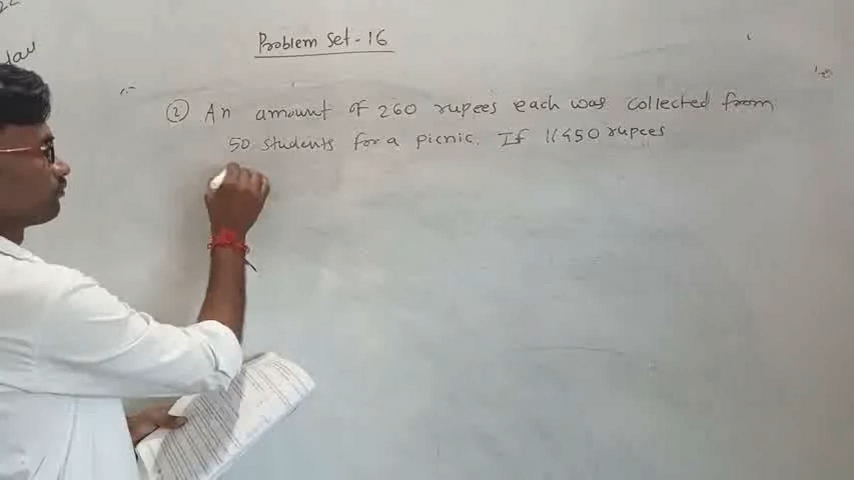 Problem Set - 16
② An amount of 260 rupees each was collected from
50 students for a picnic. If 11450 rupees